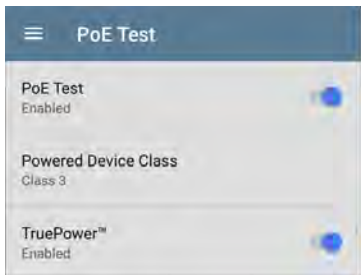 PoE Test
PoE Test
Enabled
Powered Device Class
Class 3
TruePower™
Enabled